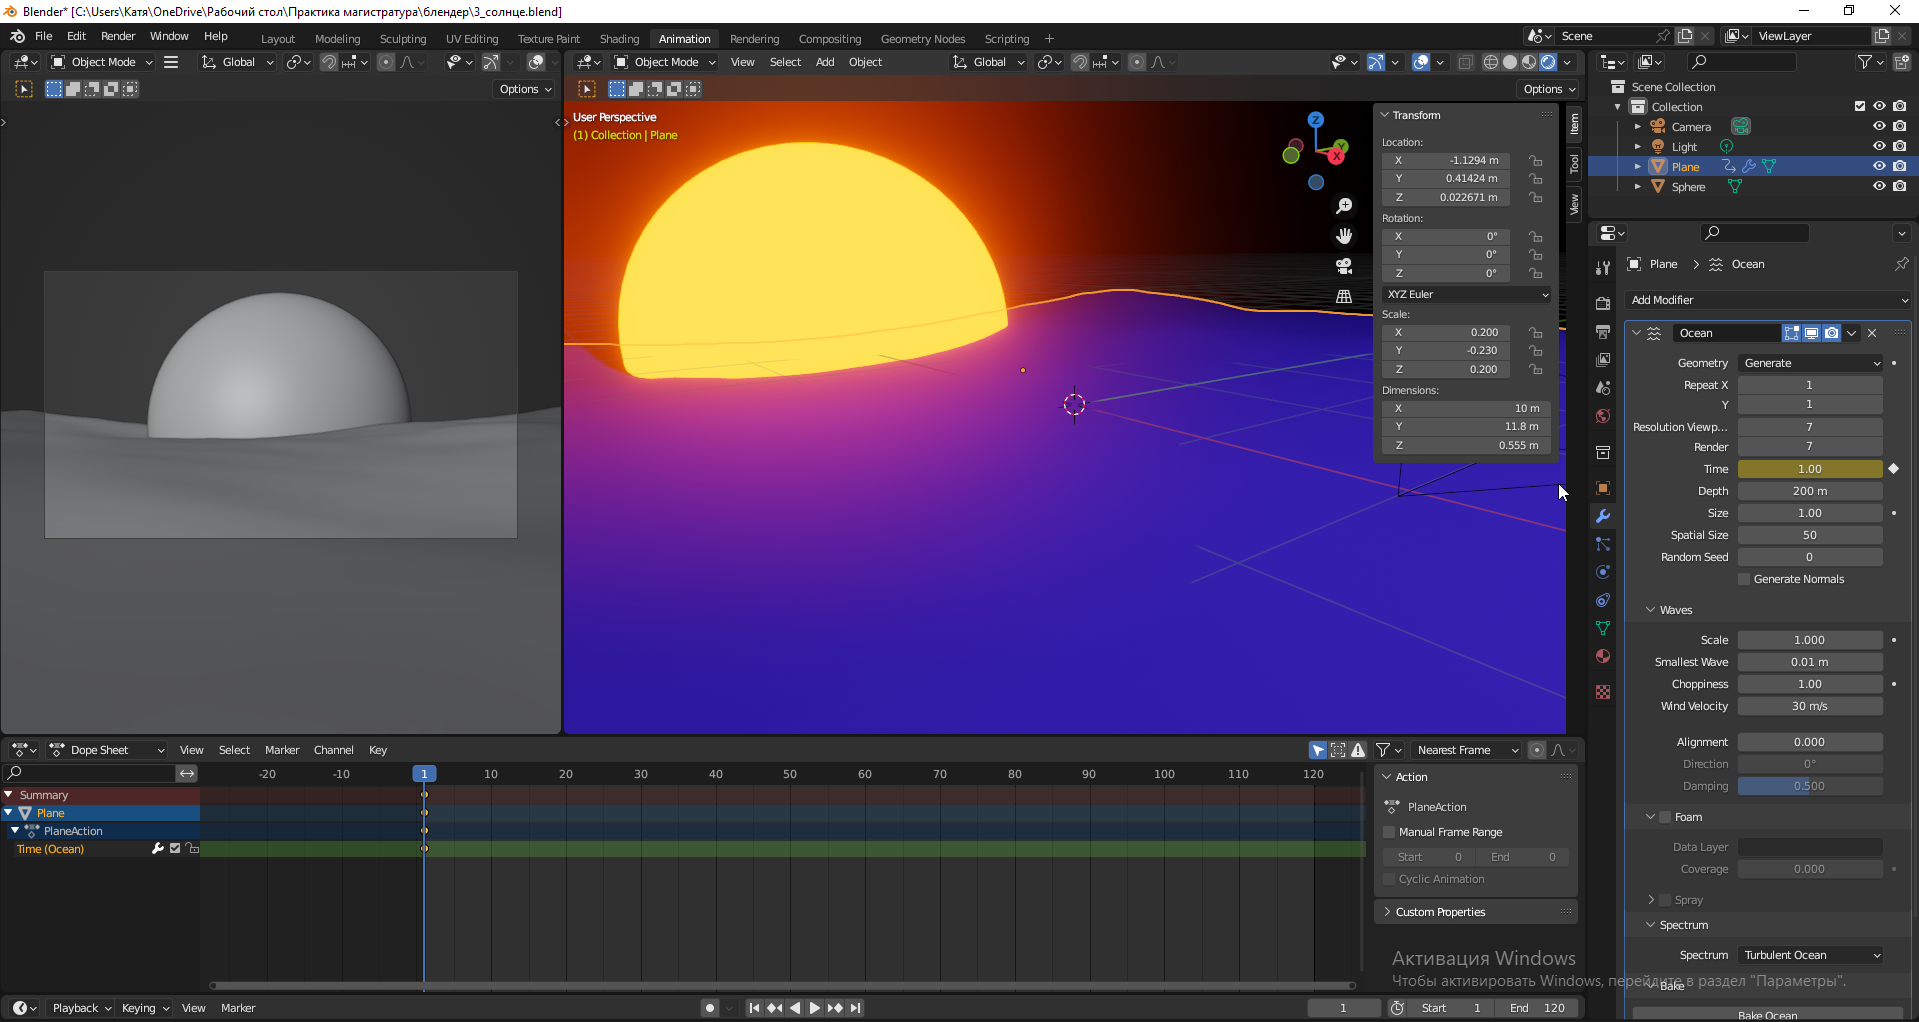 Blender* [C:\Users\Катя\OneDrive\Рабочий стол\Практика магистратура\блендер\3_солнце.blend]
File Edit Render Window Help Layout Modeling Sculpting UV Editing Texture Paint Shading Animation Rendering Compositing Geometry Nodes Scripting +
Scene ViewLayer
Object Mode Global
Object Mode View Select Add Object Global
Options
Options
User Perspective
(1) Collection | Plane
Z
Y
X
Transform
Location:
X -1.1294 m
Y 0.41424 m
Z 0.022671 m
Rotation:
X 0°
Y 0°
Z 0°
XYZ Euler
Scale:
X 0.200
Y -0.230
Z 0.200
Dimensions:
X 10 m
Y 11.8 m
Z 0.555 m
Item
Tool
View
Scene Collection
Collection
Camera
Light
Plane
Sphere
Plane > Ocean
Add Modifier
Ocean
Geometry Generate
Repeat X 1
Y 1
Resolution Viewp... 7
Render 7
Time 1.00
Depth 200 m
Size 1.00
Spatial Size 50
Random Seed 0
Generate Normals
Waves
Scale 1.000
Smallest Wave 0.01 m
Choppiness 1.00
Wind Velocity 30 m/s
Alignment 0.000
Direction 0°
Damping 0.500
Foam
Data Layer
Coverage 0.000
Spray
Spectrum
Spectrum Turbulent Ocean
Bake
Bake Ocean
Dope Sheet View Select Marker Channel Key Nearest Frame
-20 -10 1 10 20 30 40 50 60 70 80 90 100 110 120
Summary
Plane
PlaneAction
Time (Ocean)
Action
PlaneAction
Manual Frame Range
Start 0 End 0
Cyclic Animation
Custom Properties
Активация Windows
Чтобы активировать Windows, перейдите в раздел "Параметры".
Playback Keying View Marker 1 Start 1 End 120